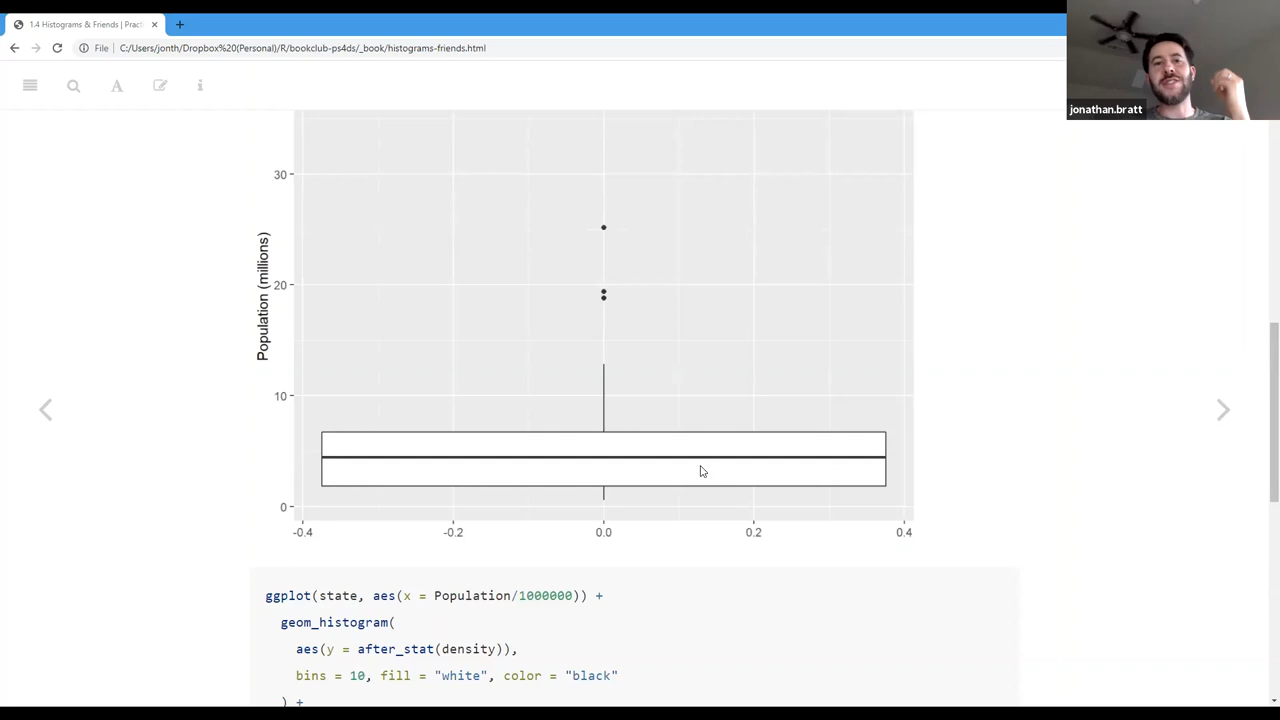 1.4 Histograms & Friends | Pract
File
C:/Users/jonth/Dropbox%20(Personal)/R/bookclub-ps4ds/_book/histograms-friends.html
jonathan.bratt
Population (millions)
30
20
10
0
-0.4 -0.2 0.0 0.2 0.4
ggplot(state, aes(x = Population/1000000)) +
geom_histogram(
aes(y = after_stat(density)),
bins = 10, fill = "white", color = "black"
) +